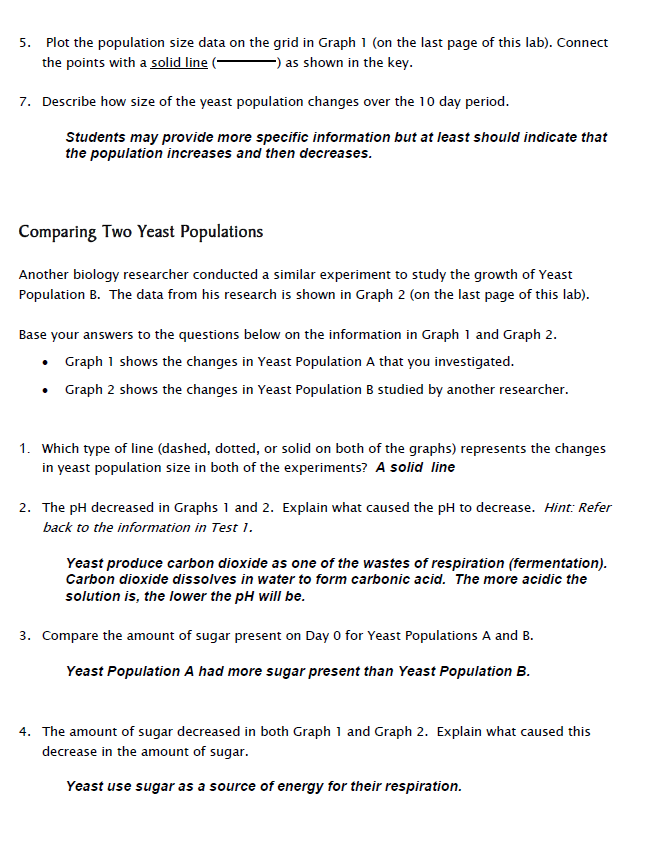 5. Plot the population size data on the grid in Graph 1 (on the last page of this lab). Connect
the points with a solid line (————) as shown in the key.
7. Describe how size of the yeast population changes over the 10 day period.
Students may provide more specific information but at least should indicate that
the population increases and then decreases.
Comparing Two Yeast Populations
Another biology researcher conducted a similar experiment to study the growth of Yeast
Population B. The data from his research is shown in Graph 2 (on the last page of this lab).
Base your answers to the questions below on the information in Graph 1 and Graph 2.
• Graph 1 shows the changes in Yeast Population A that you investigated.
• Graph 2 shows the changes in Yeast Population B studied by another researcher.
1. Which type of line (dashed, dotted, or solid on both of the graphs) represents the changes
in yeast population size in both of the experiments? A solid line
2. The pH decreased in Graphs 1 and 2. Explain what caused the pH to decrease. Hint: Refer
back to the information in Test 1.
Yeast produce carbon dioxide as one of the wastes of respiration (fermentation).
Carbon dioxide dissolves in water to form carbonic acid. The more acidic the
solution is, the lower the pH will be.
3. Compare the amount of sugar present on Day 0 for Yeast Populations A and B.
Yeast Population A had more sugar present than Yeast Population B.
4. The amount of sugar decreased in both Graph 1 and Graph 2. Explain what caused this
decrease in the amount of sugar.
Yeast use sugar as a source of energy for their respiration.